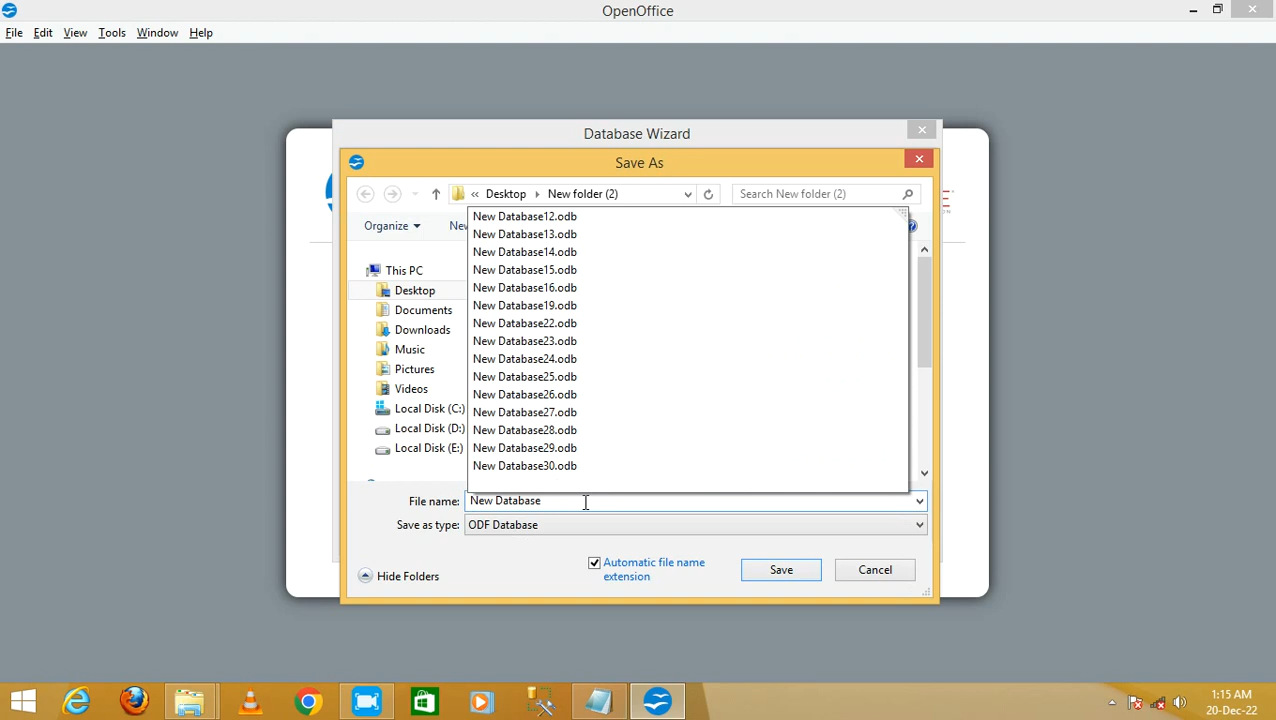 OpenOffice
File Edit View Tools Window Help
Database Wizard
Save As
« Desktop New folder (2)
Search New folder (2)
Organize
New Database12.odb
New Database13.odb
New Database14.odb
New Database15.odb
New Database16.odb
New Database19.odb
New Database22.odb
New Database23.odb
New Database24.odb
New Database25.odb
New Database26.odb
New Database27.odb
New Database28.odb
New Database29.odb
New Database30.odb
This PC
Desktop
Documents
Downloads
Music
Pictures
Videos
Local Disk (C:)
Local Disk (D:)
Local Disk (E:)
File name: New Database
Save as type: ODF Database
Automatic file name
extension
Save
Cancel
Hide Folders
1:15 AM
20-Dec-22